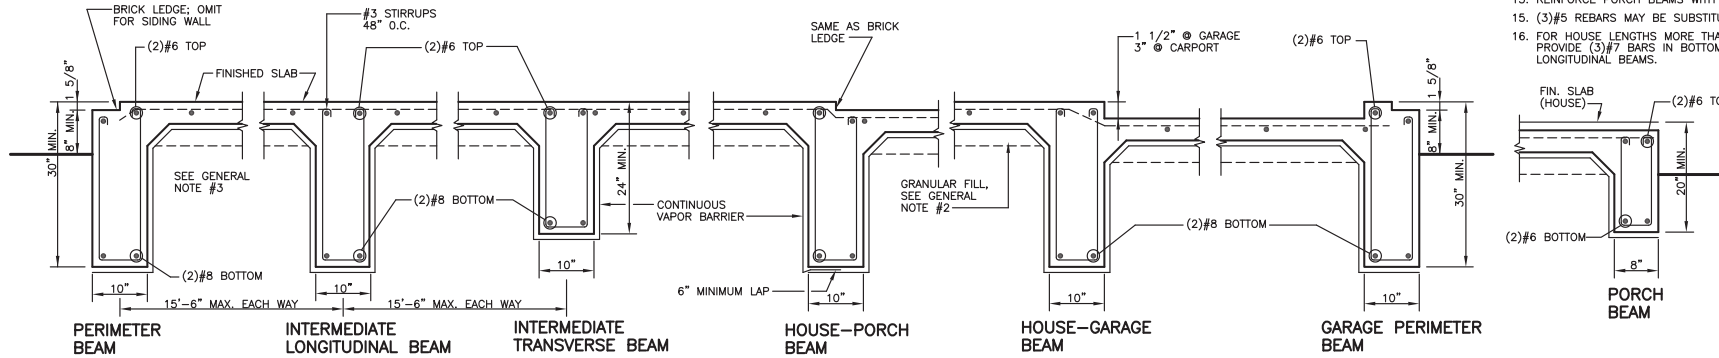 BRICK LEDGE; OMIT
FOR SIDING WALL
(2)#6 TOP
1 5/8"
FINISHED SLAB
8" MIN.
30" MIN.
SEE GENERAL
NOTE #3
(2)#8 BOTTOM
10"
15'-6" MAX. EACH WAY
PERIMETER
BEAM
#3 STIRRUPS
48" O.C.
(2)#6 TOP
(2)#8 BOTTOM
10"
15'-6" MAX. EACH WAY
INTERMEDIATE
LONGITUDINAL BEAM
24" MIN.
10"
INTERMEDIATE
TRANSVERSE BEAM
CONTINUOUS
VAPOR BARRIER
SAME AS BRICK
LEDGE
6" MINIMUM LAP
10"
HOUSE-PORCH
BEAM
GRANULAR FILL,
SEE GENERAL
NOTE #2
1 1/2" @ GARAGE
3" @ CARPORT
10"
HOUSE-GARAGE
BEAM
(2)#8 BOTTOM
(2)#6 TOP
1 5/8"
8" MIN.
30" MIN.
10"
GARAGE PERIMETER
BEAM
15. (3)#5 REBARS MAY BE SUBSTITU
16. FOR HOUSE LENGTHS MORE THA
PROVIDE (3)#7 BARS IN BOTTOM
LONGITUDINAL BEAMS.
FIN. SLAB
(HOUSE)
(2)#6 TO
20" MIN.
(2)#6 BOTTOM
8"
PORCH
BEAM